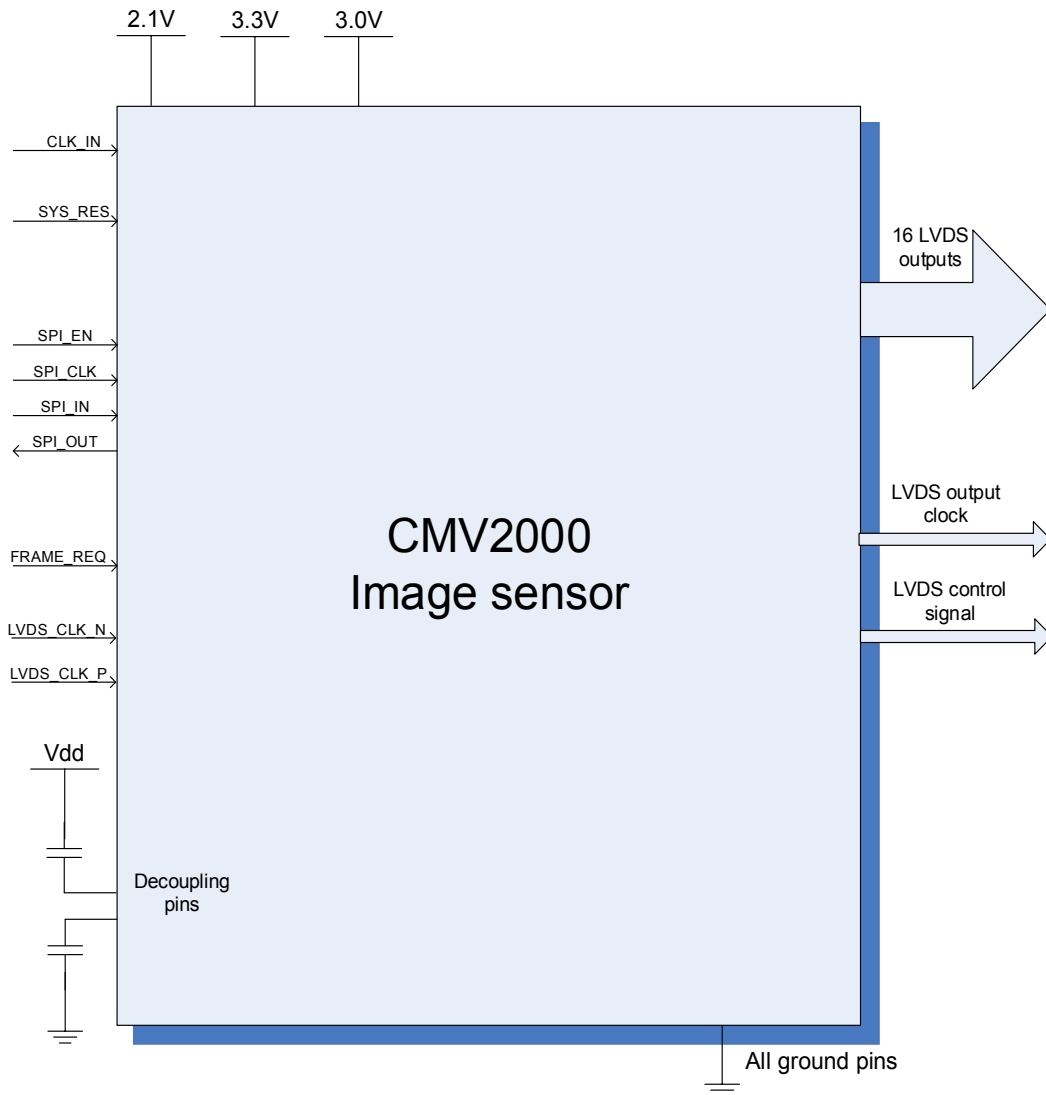 2.1V
3.3V
3.0V
CLK_IN
SYS_RES
SPI_EN
SPI_CLK
SPI_IN
SPI_OUT
FRAME_REQ
LVDS_CLK_N
LVDS_CLK_P
Vdd
Decoupling
pins
CMV2000
Image sensor
16 LVDS
outputs
LVDS output
clock
LVDS control
signal
All ground pins